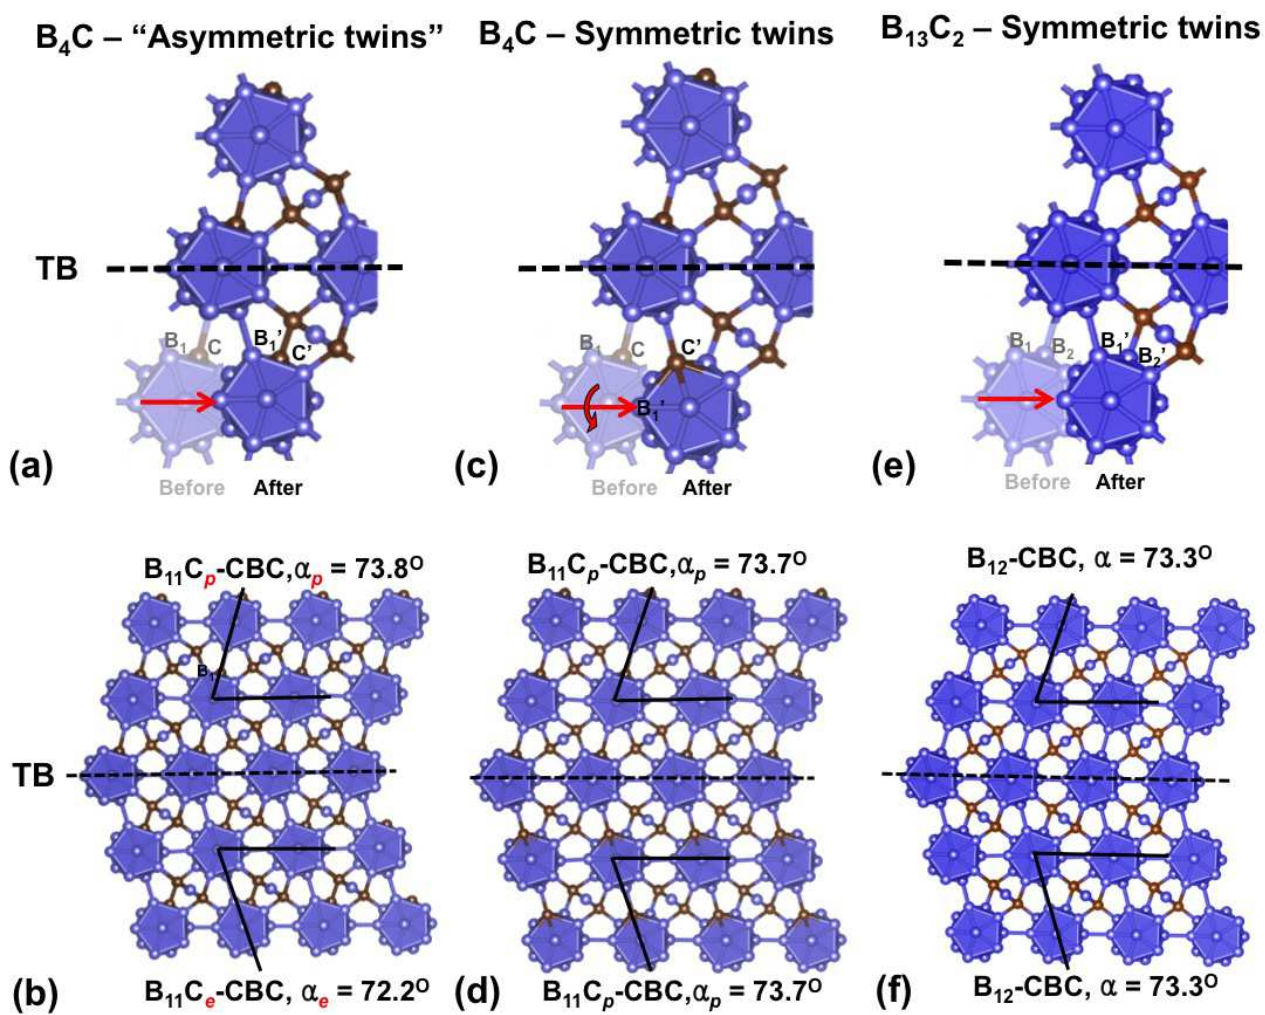 B₄C – “Asymmetric twins”
B₄C – Symmetric twins
B₁₃C₂ – Symmetric twins
TB
B₁ C B₁’ C’
B₁ C C’
B₁’
B₁ B₂ B₁’ B₂’
(a)
(c)
(e)
Before After
Before After
Before After
B₁₁Cₚ-CBC, αₚ = 73.8ᴼ
B₁₁Cₚ-CBC, αₚ = 73.7ᴼ
B₁₂-CBC, α = 73.3ᴼ
B₁
TB
(b)
B₁₁Cₑ-CBC, αₑ = 72.2ᴼ
(d)
B₁₁Cₚ-CBC, αₚ = 73.7ᴼ
(f)
B₁₂-CBC, α = 73.3ᴼ